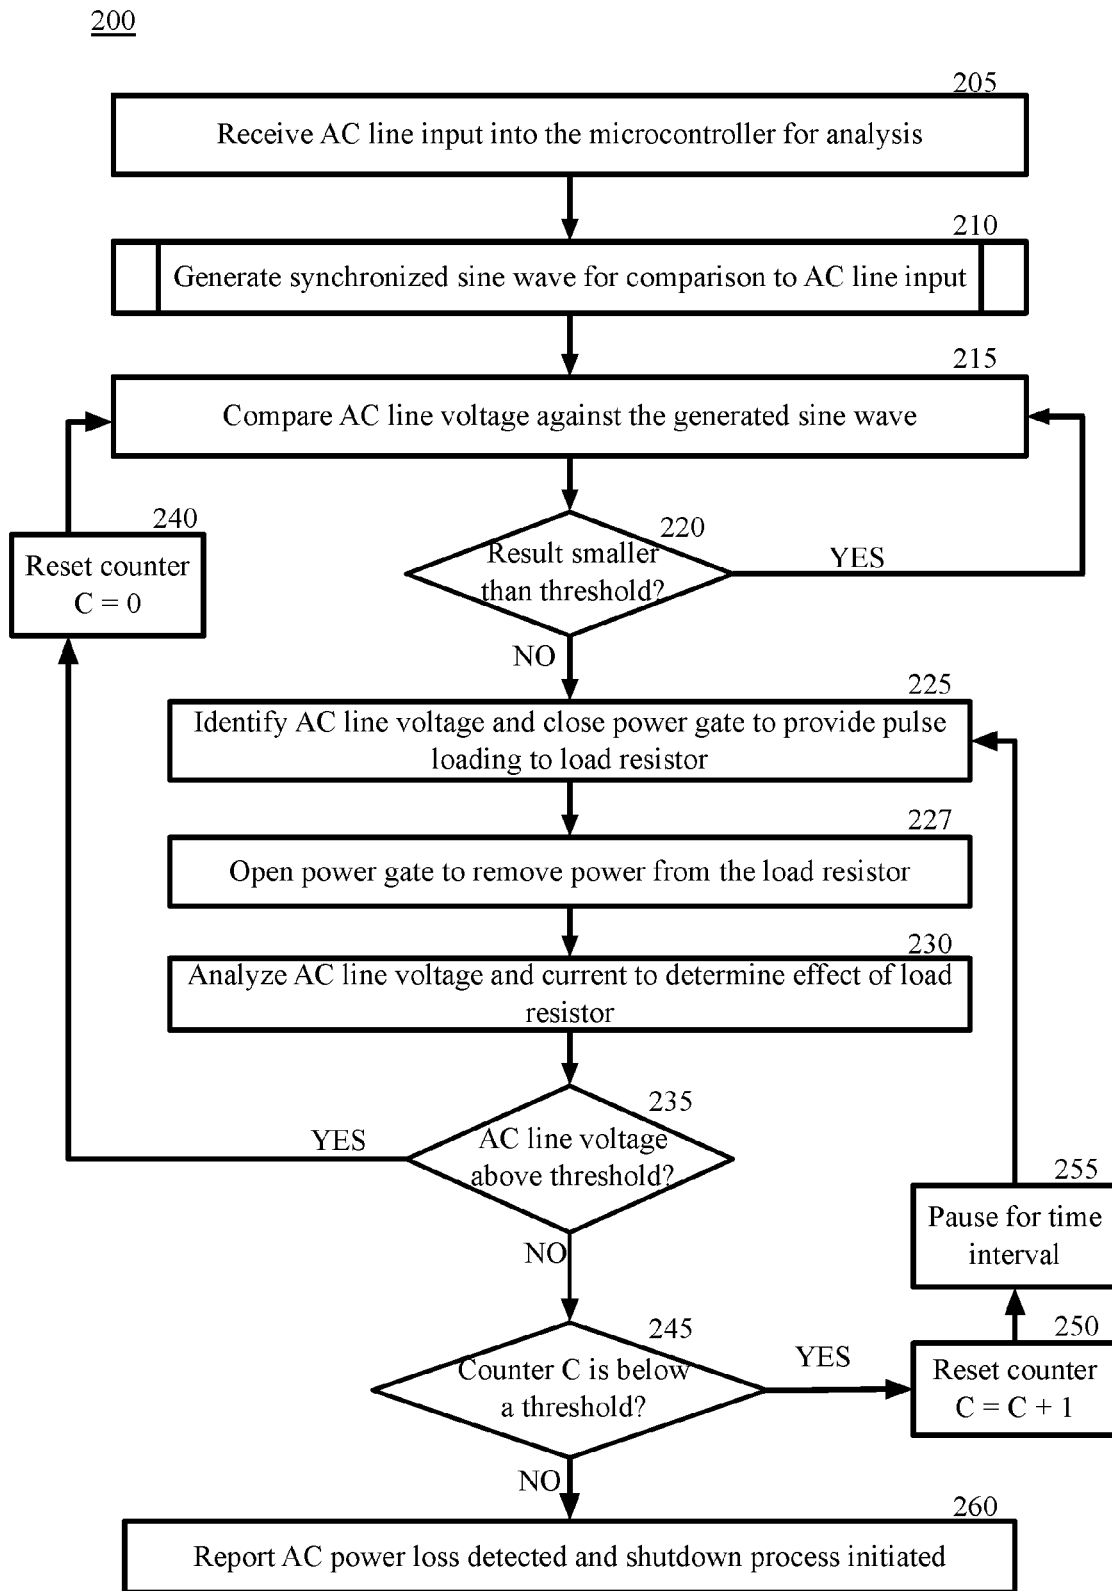 200
205
Receive AC line input into the microcontroller for analysis
210
Generate synchronized sine wave for comparison to AC line input
215
Compare AC line voltage against the generated sine wave
240
Reset counter
C = 0
220
Result smaller
than threshold?
YES
NO
225
Identify AC line voltage and close power gate to provide pulse
loading to load resistor
227
Open power gate to remove power from the load resistor
230
Analyze AC line voltage and current to determine effect of load
resistor
235
AC line voltage
above threshold?
YES
NO
255
Pause for time
interval
245
Counter C is below
a threshold?
YES
250
Reset counter
C = C + 1
NO
260
Report AC power loss detected and shutdown process initiated